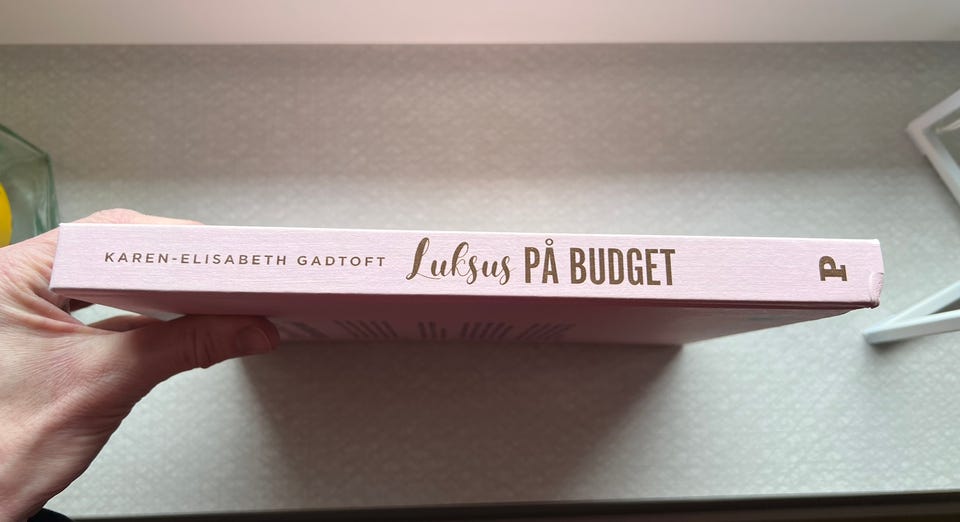 KAREN-ELISABETH GADTOFT Luksus PÅ BUDGET P